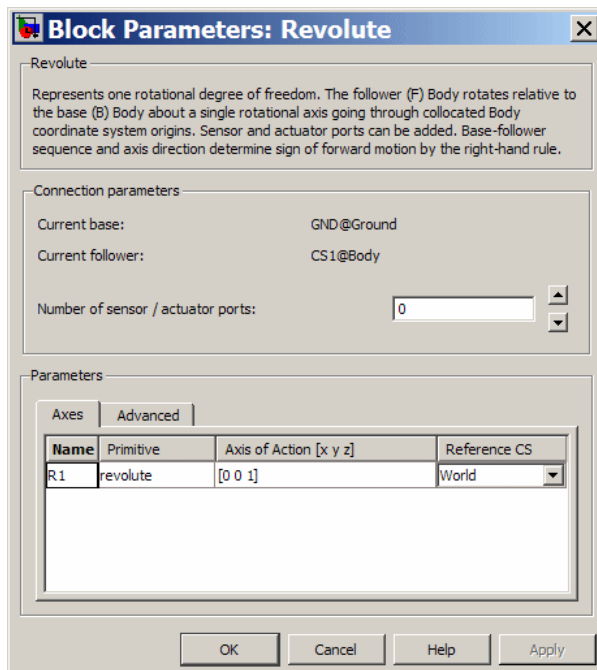 Block Parameters: Revolute
Revolute
Represents one rotational degree of freedom. The follower (F) Body rotates relative to
the base (B) Body about a single rotational axis going through collocated Body
coordinate system origins. Sensor and actuator ports can be added. Base-follower
sequence and axis direction determine sign of forward motion by the right-hand rule.
Connection parameters
Current base: GND@Ground
Current follower: CS1@Body
Number of sensor / actuator ports: 0
Parameters
Axes Advanced
Name Primitive Axis of Action [x y z] Reference CS
R1 revolute [0 0 1] World
OK Cancel Help Apply